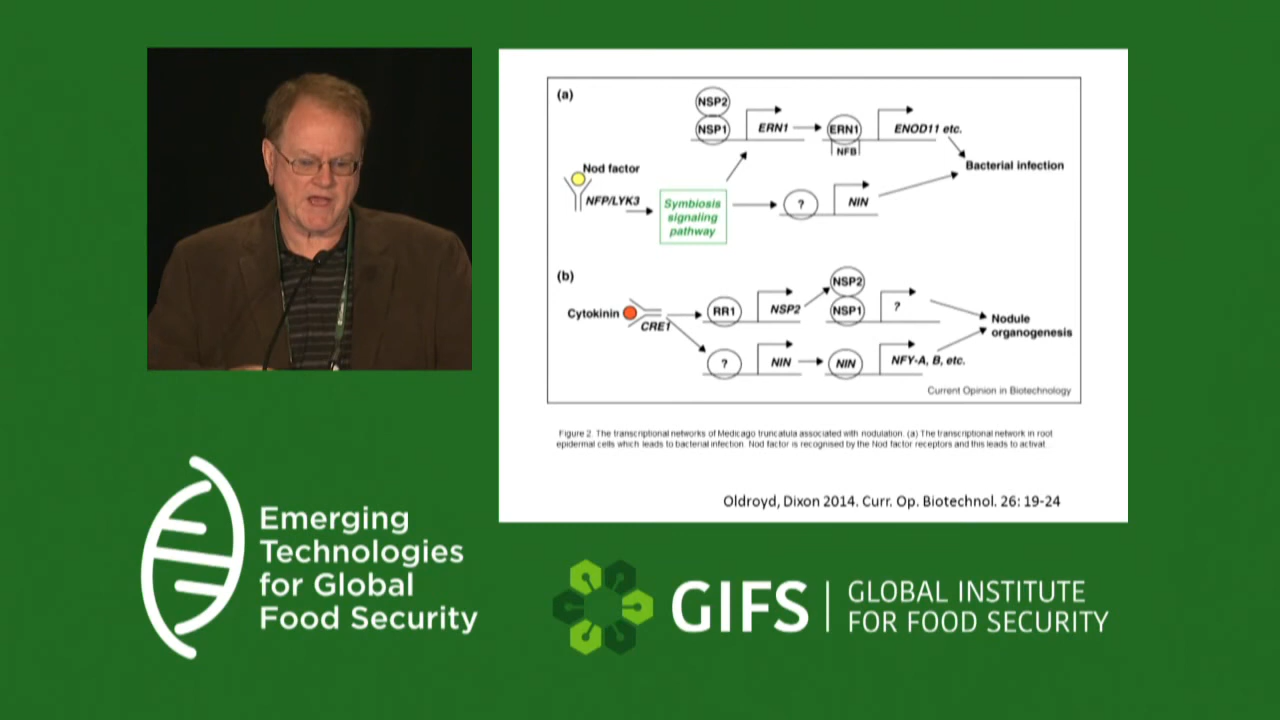 (a)
NSP2
NSP1
ERN1
ERN1
NFB
ENOD11 etc.
Bacterial infection
Nod factor
NFP/LYK3
Symbiosis
signaling
pathway
?
NIN
(b)
Cytokinin
CRE1
RR1
NSP2
NSP2
NSP1
?
Nodule
organogenesis
?
NIN
NIN
NFY-A, B, etc.
Current Opinion in Biotechnology
Figure 2. The transcriptional networks of Medicago truncatula associated with nodulation. (a) The transcriptional network in root
epidermal cells which leads to bacterial infection. Nod factor is recognised by the Nod factor receptors and this leads to activat
Oldroyd, Dixon 2014. Curr. Op. Biotechnol. 26: 19-24
Emerging
Technologies
for Global
Food Security
GIFS
GLOBAL INSTITUTE
FOR FOOD SECURITY